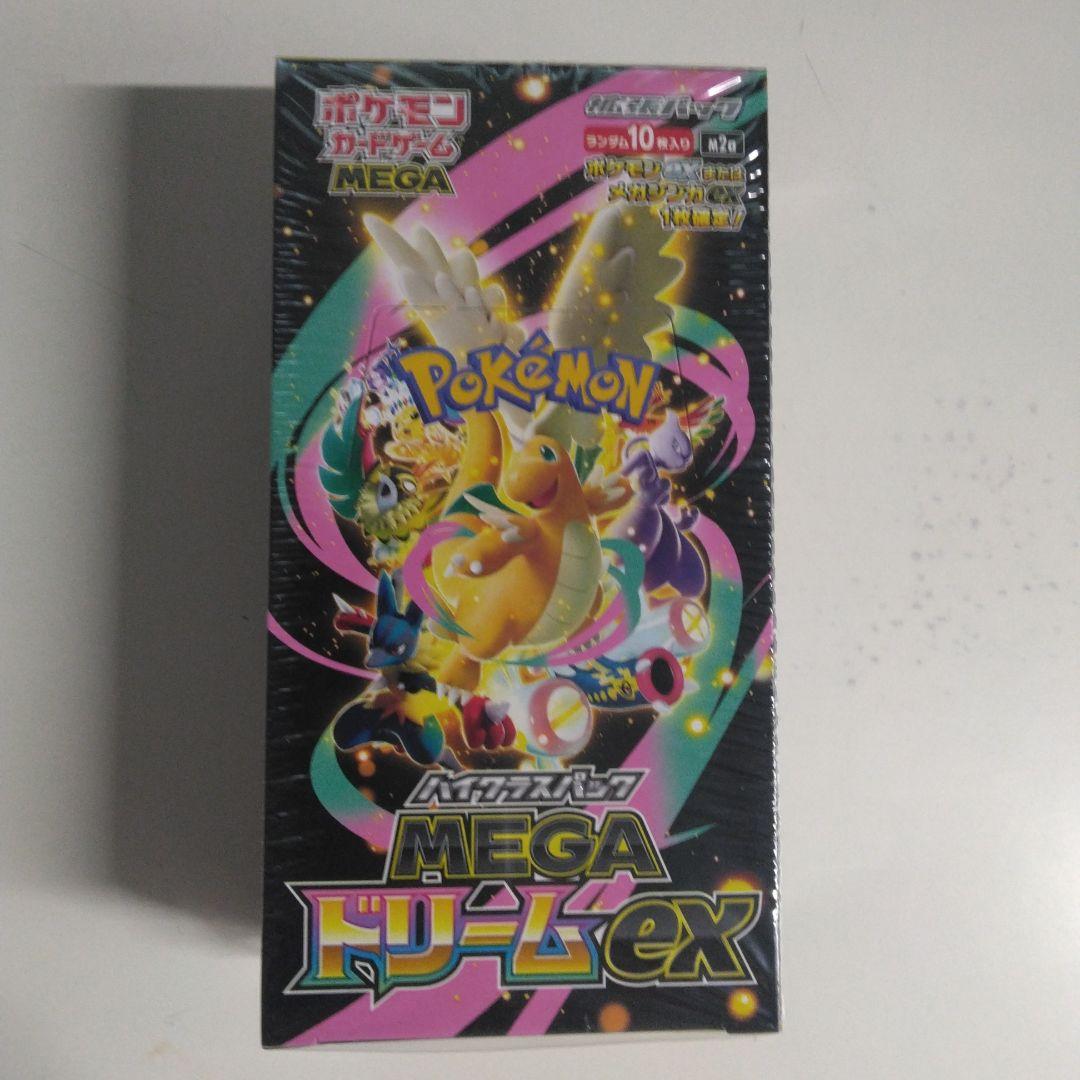 ポケモン
カードゲーム
MEGA
拡張パック
ランダム10枚入り
M2a
ポケモンexまたは
メガシンカex
1枚確定!
POKéMON
ハイクラスパック
MEGA
ドリームex